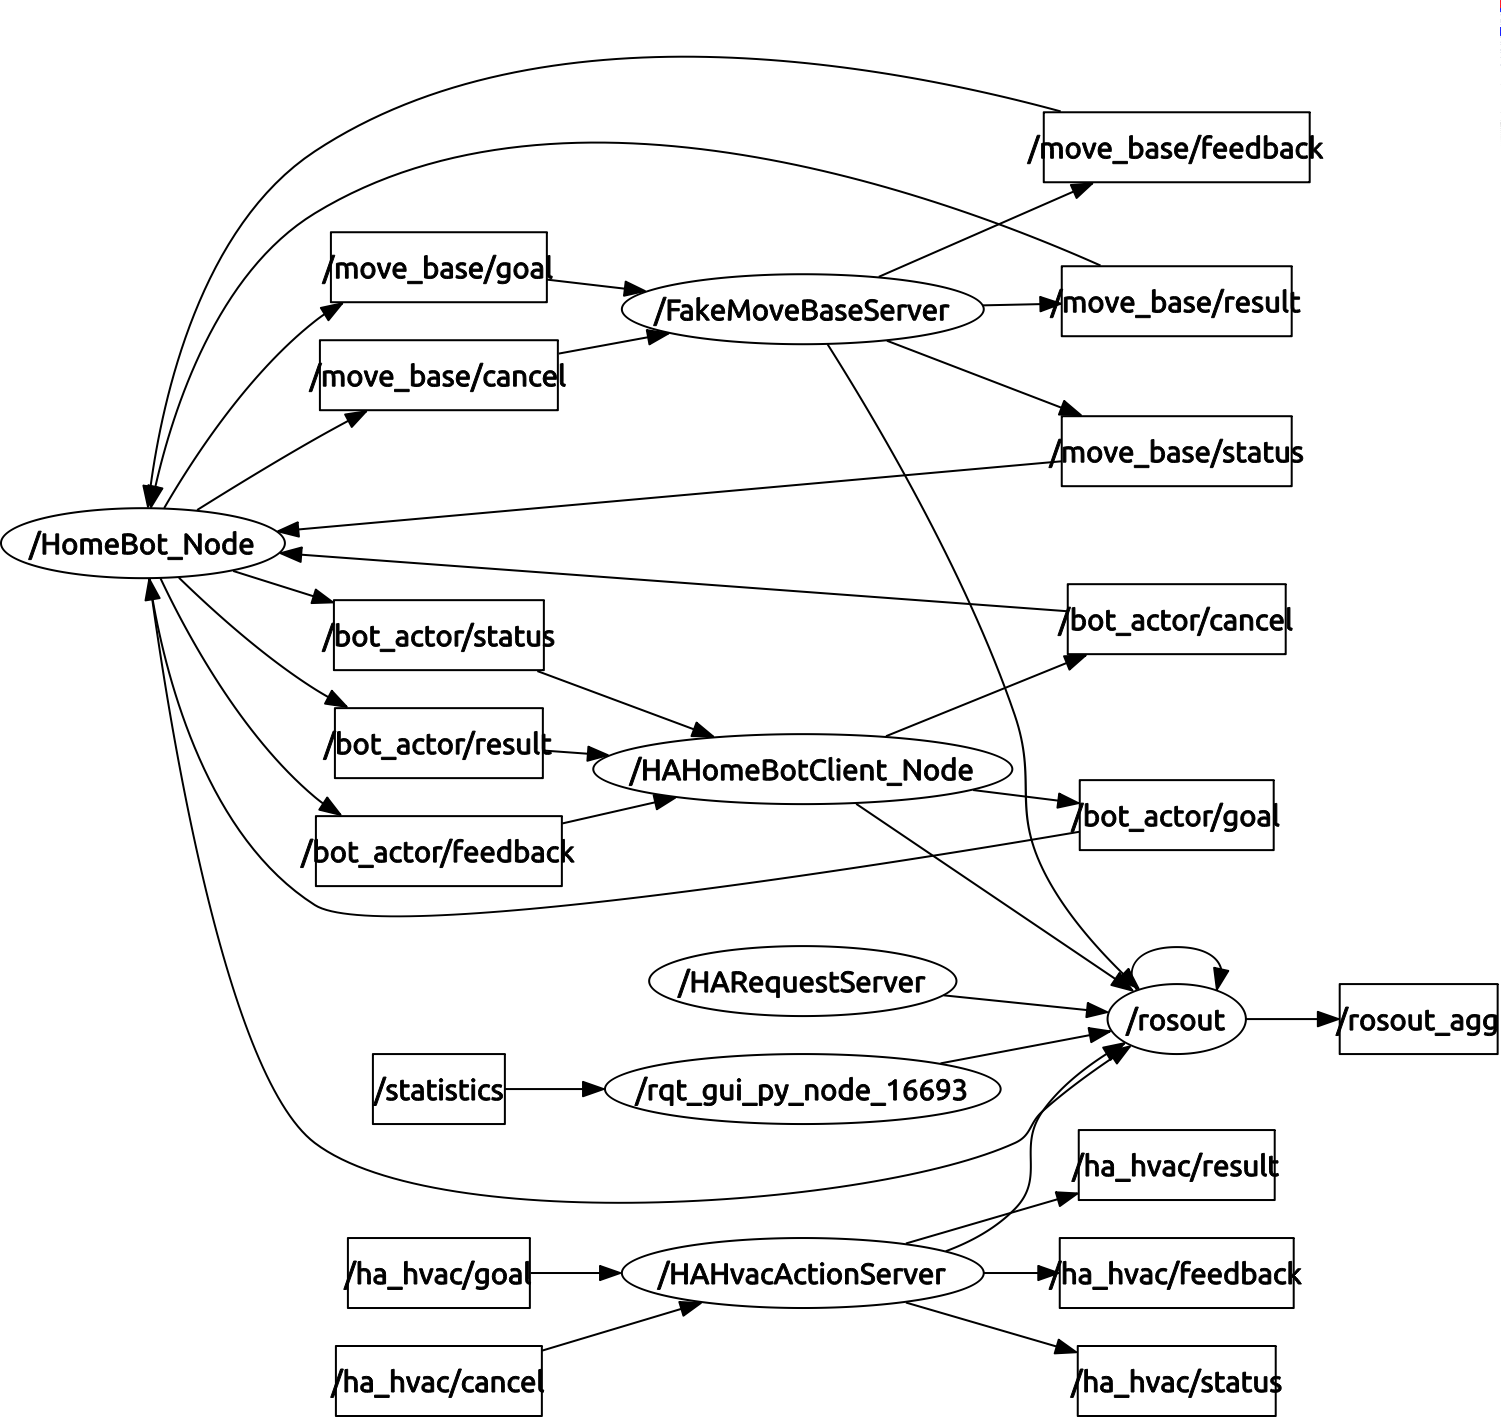 /move_base/feedback
/move_base/goal
/FakeMoveBaseServer
/move_base/result
/move_base/cancel
/move_base/status
/HomeBot_Node
/bot_actor/cancel
/bot_actor/status
/bot_actor/result
/HAHomeBotClient_Node
/bot_actor/goal
/bot_actor/feedback
/HARequestServer
/rosout
/rosout_agg
/statistics
/rqt_gui_py_node_16693
/ha_hvac/result
/ha_hvac/goal
/HAHvacActionServer
/ha_hvac/feedback
/ha_hvac/cancel
/ha_hvac/status